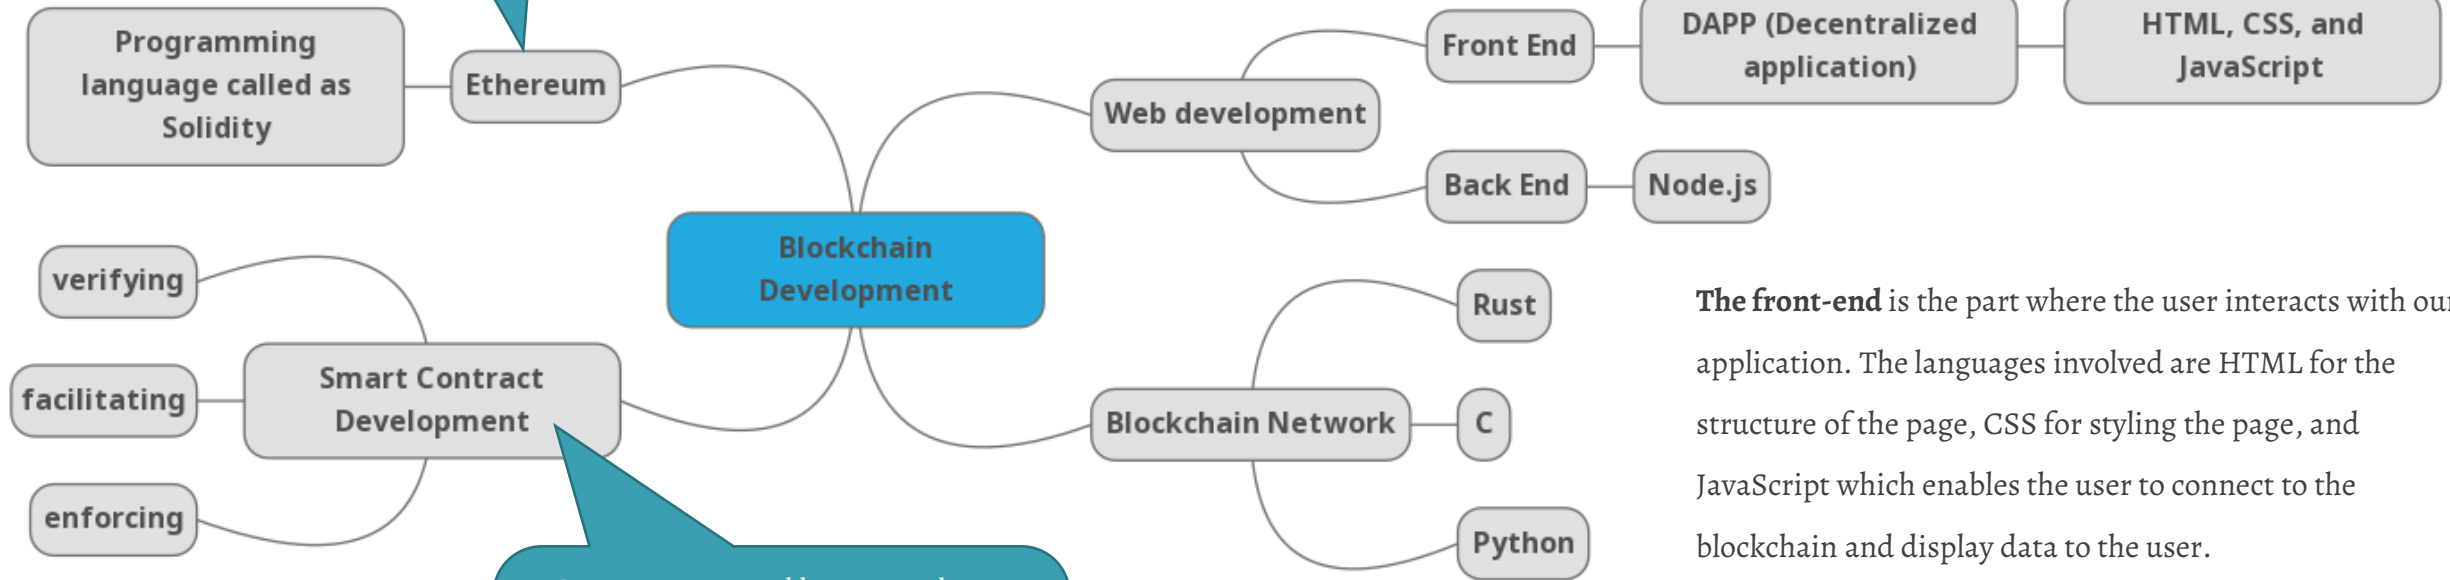 Programming
language called as
Solidity
Ethereum
verifying
facilitating
enforcing
Smart Contract
Development
Blockchain
Development
Web development
Front End
DAPP (Decentralized
application)
HTML, CSS, and
JavaScript
Back End
Node.js
Blockchain Network
Rust
C
Python
The front-end is the part where the user interacts with our
application. The languages involved are HTML for the
structure of the page, CSS for styling the page, and
JavaScript which enables the user to connect to the
blockchain and display data to the user.